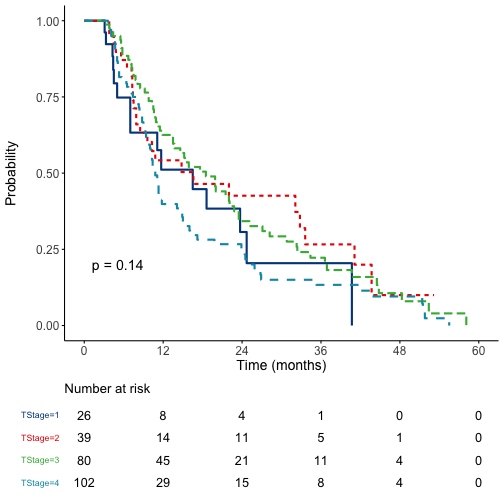 1.00
0.75
0.50
0.25
0.00
Probability
p = 0.14
0 12 24 36 48 60
Time (months)
Number at risk
TStage=1 26 8 4 1 0 0
TStage=2 39 14 11 5 1 0
TStage=3 80 45 21 11 4 0
TStage=4 102 29 15 8 4 0